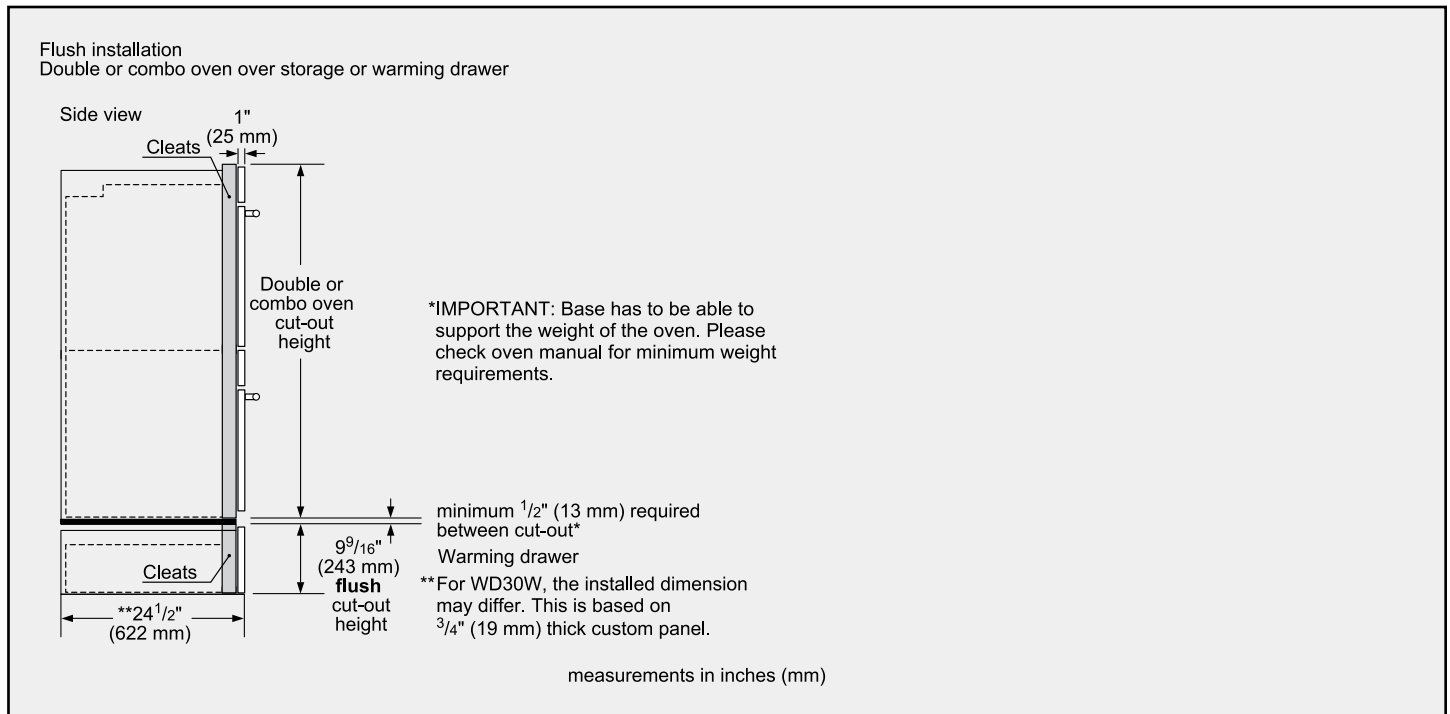 Flush installation
Double or combo oven over storage or warming drawer
Side view
1"
(25 mm)
Cleats
Double or
combo oven
cut-out
height
*IMPORTANT: Base has to be able to
support the weight of the oven. Please
check oven manual for minimum weight
requirements.
minimum 1/2" (13 mm) required
between cut-out*
9 9/16"
(243 mm)
flush
cut-out
height
Warming drawer
Cleats
**For WD30W, the installed dimension
may differ. This is based on
3/4" (19 mm) thick custom panel.
**24 1/2"
(622 mm)
measurements in inches (mm)